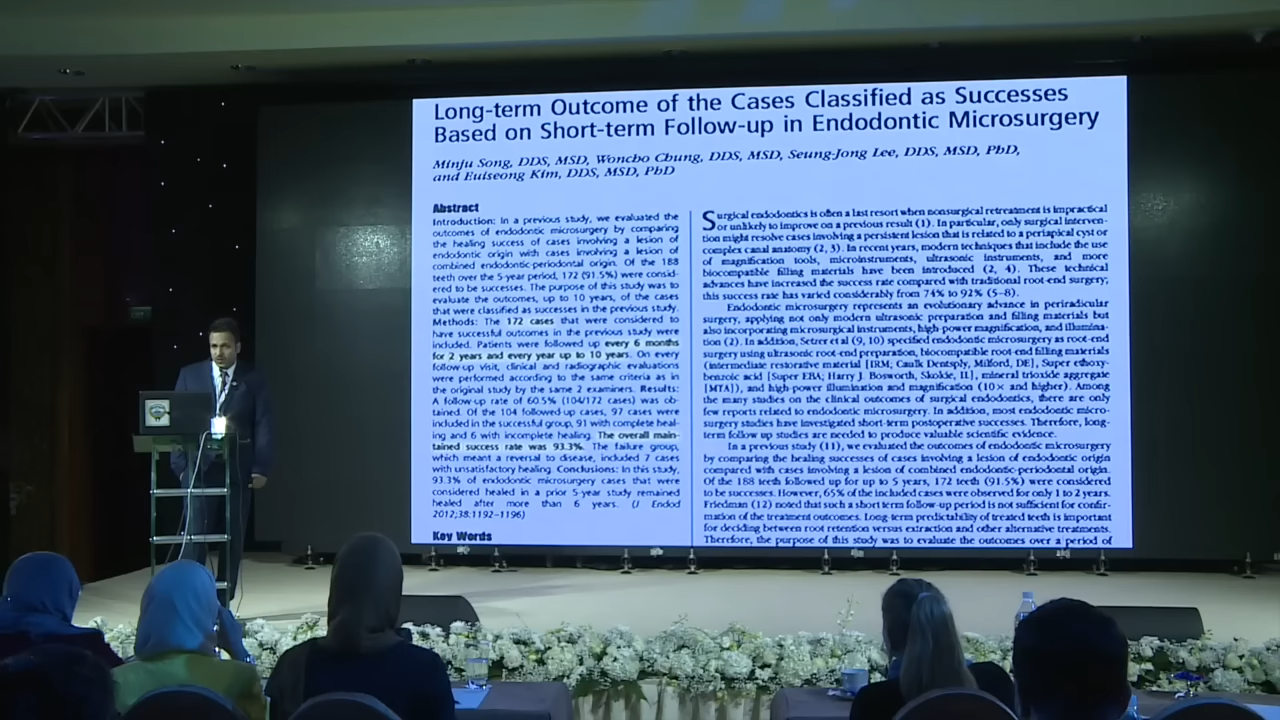 Long-term Outcome of the Cases Classified as Successes
Based on Short-term Follow-up in Endodontic Microsurgery
Minju Song, DDS, MSD, Woncho Chung, DDS, MSD, Seung-Jong Lee, DDS, MSD, PhD,
and Euiseong Kim, DDS, MSD, PhD
Abstract
Introduction: In a previous study, we evaluated the
outcomes of endodontic microsurgery by comparing
the healing success of cases involving a lesion of
endodontic origin with cases involving a lesion of
combined endodontic-periodontal origin. Of the 188
teeth over the 5-year period, 172 (91.5%) were consid-
ered to be successes. The purpose of this study was to
evaluate the outcomes, up to 10 years, of the cases
that were classified as successes in the previous study.
Methods: The 172 cases that were considered to
have successful outcomes in the previous study were
included. Patients were followed up every 6 months
for 2 years and every year up to 10 years. On every
follow-up visit, clinical and radiographic evaluations
were performed according to the same criteria as in
the original study by the same 2 examiners. Results:
A follow-up rate of 60.5% (104/172 cases) was ob-
tained. Of the 104 followed-up cases, 97 cases were
included in the successful group, 91 with complete heal-
ing and 6 with incomplete healing. The overall main-
tained success rate was 93.3%. The failure group,
which meant a reversal to disease, included 7 cases
with unsatisfactory healing. Conclusions: In this study,
93.3% of endodontic microsurgery cases that were
considered healed in a prior 5-year study remained
healed after more than 6 years. (J Endod
2012;38:1192–1196)
Key Words
Surgical endodontics is often a last resort when nonsurgical retreatment is impractical
or unlikely to improve on a previous result (1). In particular, only surgical interven-
tion might resolve cases involving a persistent lesion that is related to a periapical cyst or
complex canal anatomy (2, 3). In recent years, modern techniques that include the use
of magnification tools, microinstruments, ultrasonic instruments, and more
biocompatible filling materials have been introduced (2, 4). These technical
advances have increased the success rate compared with traditional root-end surgery;
this success rate has varied considerably from 74% to 92% (5–8).
Endodontic microsurgery represents an evolutionary advance in periradicular
surgery, applying not only modern ultrasonic preparation and filling materials but
also incorporating microsurgical instruments, high-power magnification, and illumina-
tion (2). In addition, Setzer et al (9, 10) specified endodontic microsurgery as root-end
surgery using ultrasonic root-end preparation, biocompatible root-end filling materials
(intermediate restorative material [IRM; Caulk Dentsply, Milford, DE], Super ethoxy-
benzoic acid [Super EBA; Harry J. Bosworth, Skokie, IL], mineral trioxide aggregate
[MTA]), and high-power illumination and magnification (10× and higher). Among
the many studies on the clinical outcomes of surgical endodontics, there are only
few reports related to endodontic microsurgery. In addition, most endodontic micro-
surgery studies have investigated short-term postoperative successes. Therefore, long-
term follow up studies are needed to produce valuable scientific evidence.
In a previous study (11), we evaluated the outcomes of endodontic microsurgery
by comparing the healing successes of cases involving a lesion of endodontic origin
compared with cases involving a lesion of combined endodontic-periodontal origin.
Of the 188 teeth followed up for up to 5 years, 172 teeth (91.5%) were considered
to be successes. However, 65% of the included cases were observed for only 1 to 2 years.
Friedman (12) noted that such a short term follow-up period is not sufficient for confir-
mation of the treatment outcomes. Long-term predictability of treated teeth is important
for deciding between root retention versus extraction and other alternative treatments.
Therefore, the purpose of this study was to evaluate the outcomes over a period of